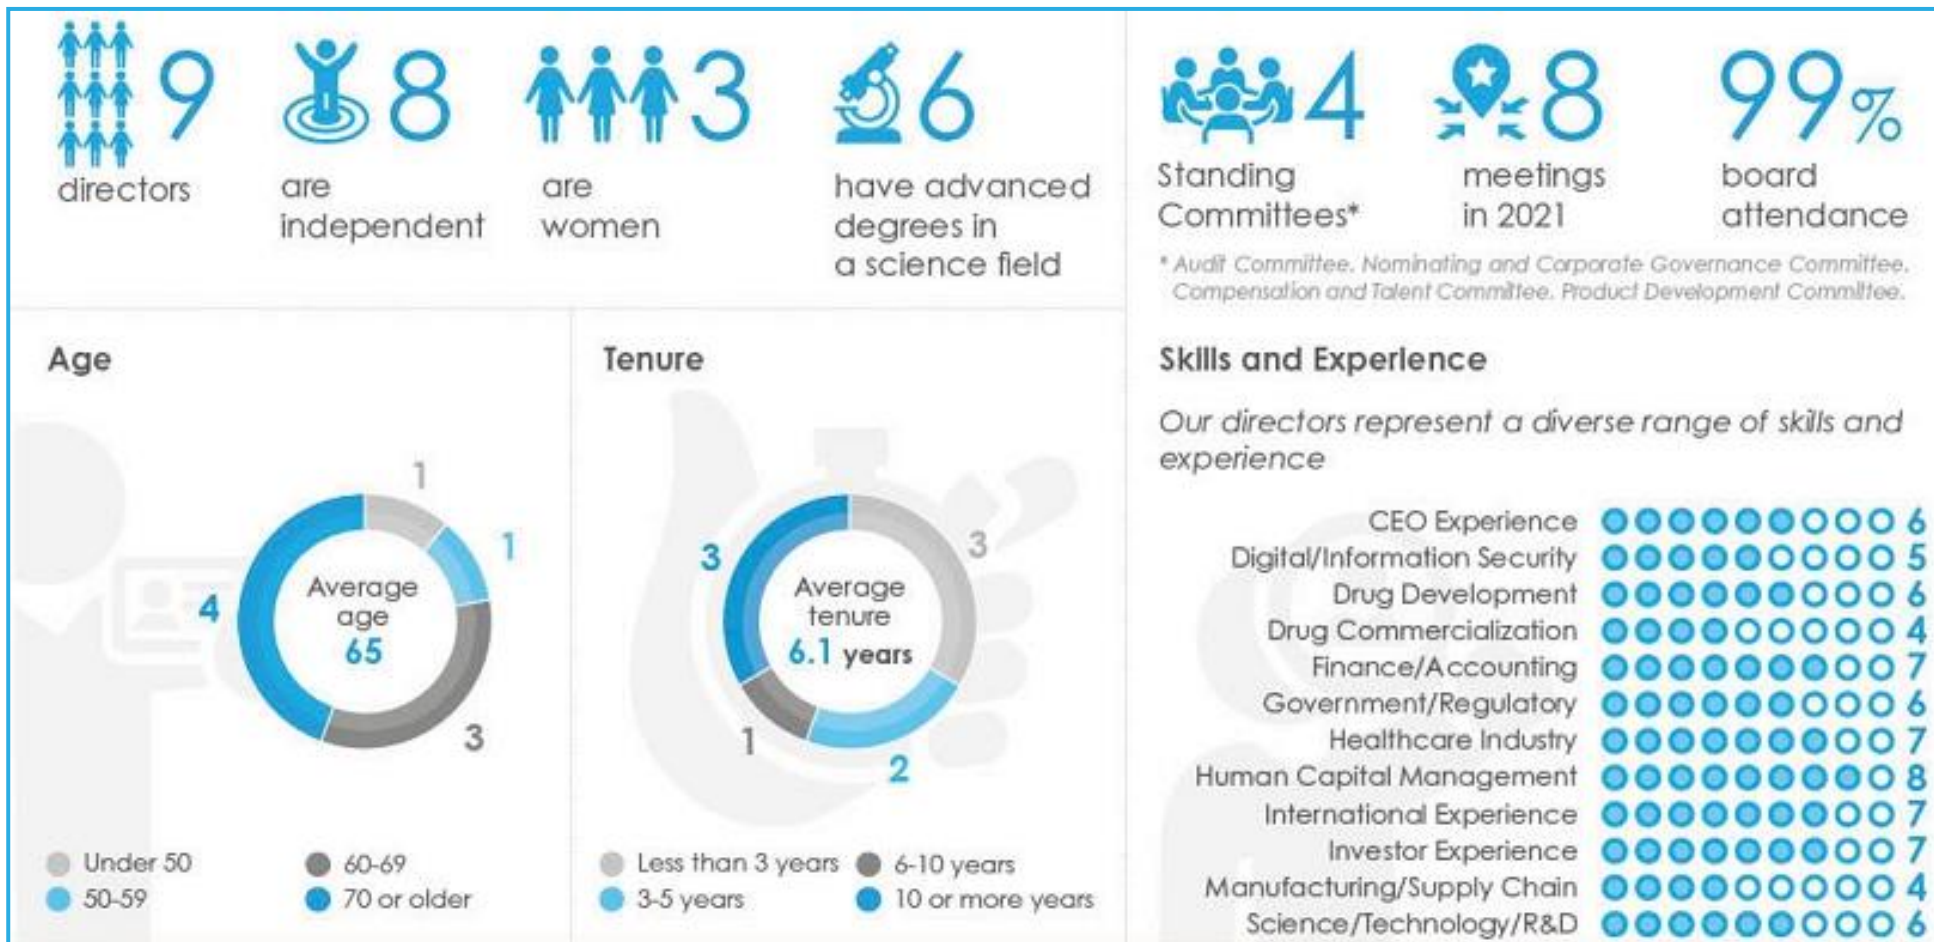 9
directors
8
are
independent
3
are
women
6
have advanced
degrees in
a science field
4
Standing
Committees*
8
meetings
in 2021
99%
board
attendance
* Audit Committee. Nominating and Corporate Governance Committee.
Compensation and Talent Committee. Product Development Committee.
Age
1
1
4
3
Average
age
65
Under 50
60-69
50-59
70 or older
Tenure
3
3
1
2
Average
tenure
6.1 years
Less than 3 years
6-10 years
3-5 years
10 or more years
Skills and Experience
Our directors represent a diverse range of skills and
experience
CEO Experience 6
Digital/Information Security 5
Drug Development 6
Drug Commercialization 4
Finance/Accounting 7
Government/Regulatory 6
Healthcare Industry 7
Human Capital Management 8
International Experience 7
Investor Experience 7
Manufacturing/Supply Chain 4
Science/Technology/R&D 6